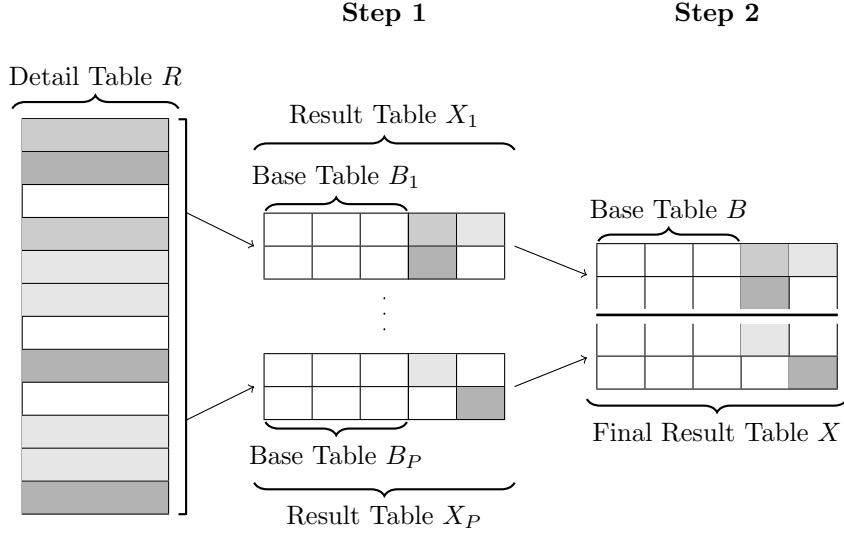 Step 1
Step 2
Detail Table R
Result Table X1
Base Table B1
Base Table B
.
.
.
Base Table BP
Final Result Table X
Result Table XP